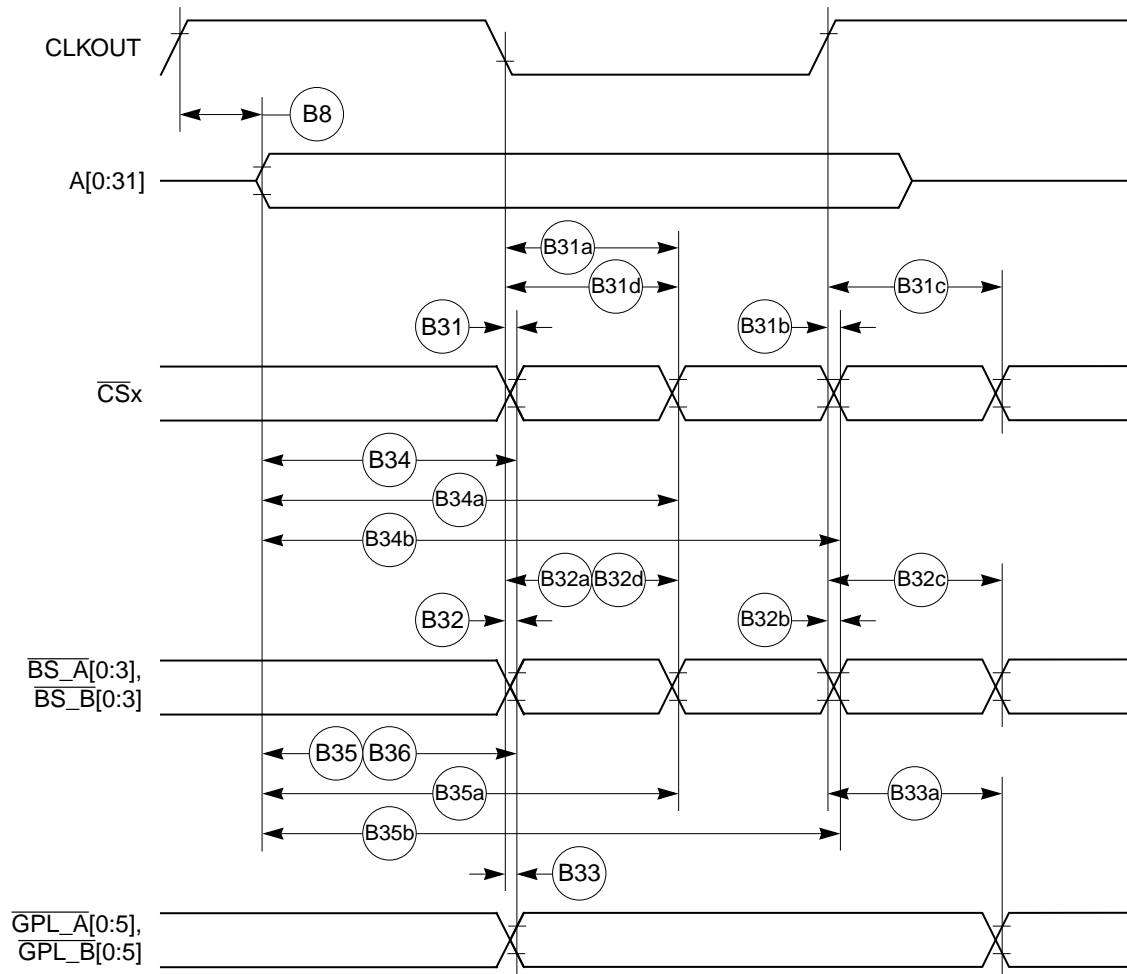 CLKOUT
B8
A[0:31]
B31a
B31d
B31c
B31
B31b
CSx
B34
B34a
B34b
B32a B32d
B32c
B32
B32b
BS_A[0:3],
BS_B[0:3]
B35 B36
B35a
B33a
B35b
B33
GPL_A[0:5],
GPL_B[0:5]